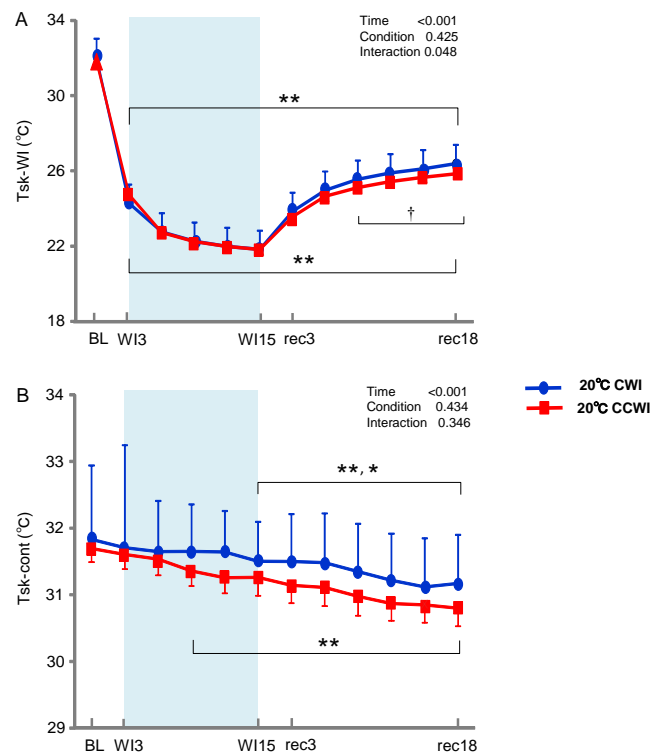 A
Time <0.001
Condition 0.425
Interaction 0.048
34
30
26
22
18
Tsk-WI (℃)
**
†
**
BL WI3 WI15 rec3 rec18
B
Time <0.001
Condition 0.434
Interaction 0.346
34
33
32
31
30
29
Tsk-cont (℃)
**, *
**
BL WI3 WI15 rec3 rec18
20℃ CWI
20℃ CCWI